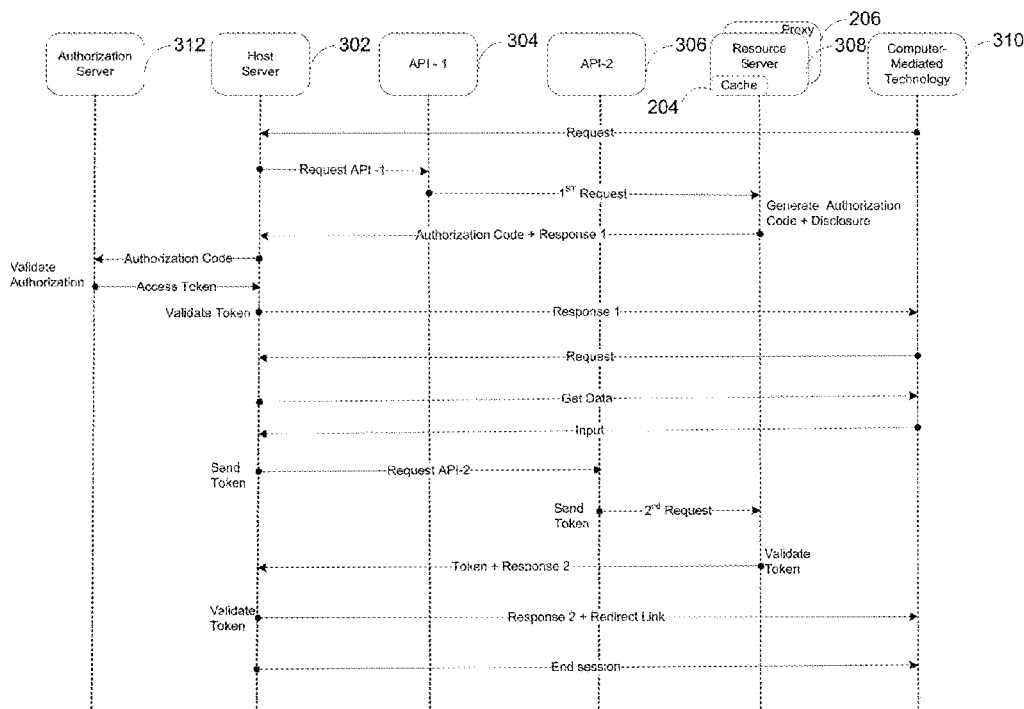 206
Proxy
312
302
304
306
308
310
Authorization
Server
Host
Server
API - 1
API-2
Resource
Server
Computer-
Mediated
Technology
Cache
204
Request
Request API -1
1ST Request
Generate Authorization
Code + Disclosure
Authorization Code + Response 1
Authorization Code
Validate
Authorization
Access Token
Validate Token
Response 1
Request
Get Data
Input
Send
Token
Request API-2
Send
Token
2nd Request
Token + Response 2
Validate
Token
Validate
Token
Response 2 + Redirect Link
End session